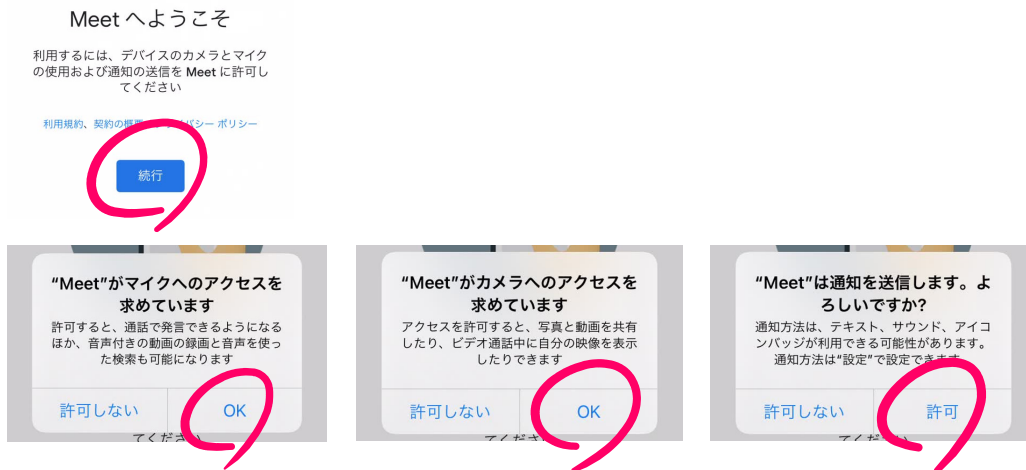 Meet へようこそ
利用するには、デバイスのカメラとマイク
の使用および通知の送信を Meet に許可し
てください
利用規約、契約の概要 バシー ポリシー
続行
“Meet”がマイクへのアクセスを
求めています
許可すると、通話で発言できるようになる
ほか、音声付きの動画の録画と音声を使っ
た検索も可能になります
許可しない
OK
てください
“Meet”がカメラへのアクセスを
求めています
アクセスを許可すると、写真と動画を共有
したり、ビデオ通話中に自分の映像を表示
したりできます
許可しない
OK
てくださ
“Meet”は通知を送信します。よ
ろしいですか?
通知方法は、テキスト、サウンド、アイコ
ンバッジが利用できる可能性があります。
通知方法は“設定”で設定できます。
許可しない
許可
てください